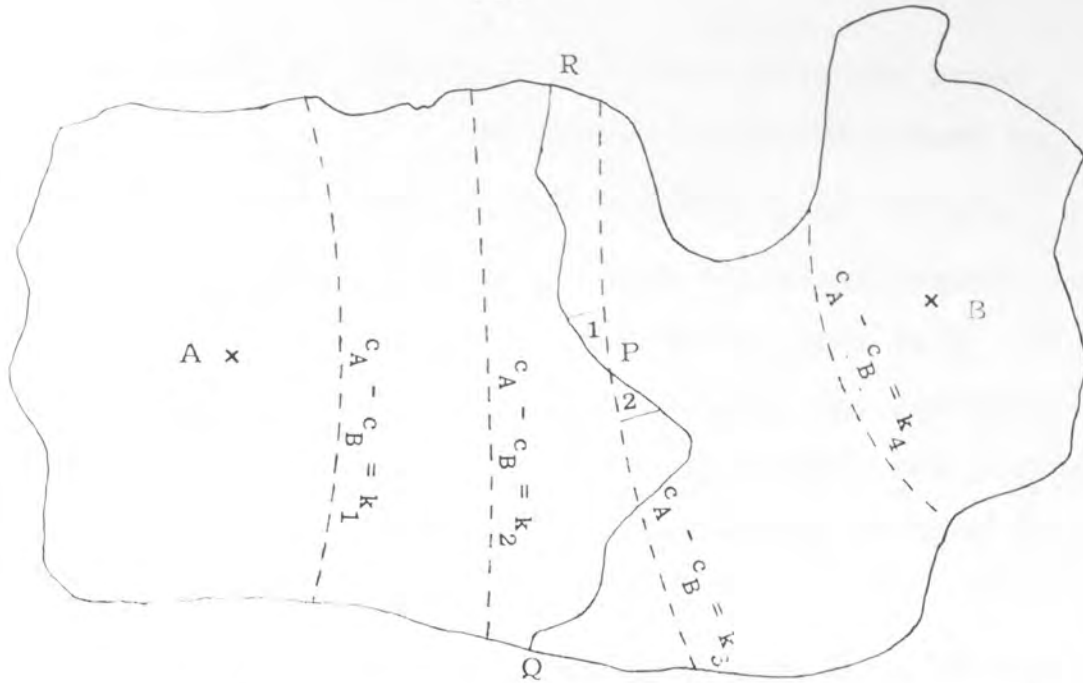 R
A ×
c_A - c_B = k_1
c_A - c_B = k_2
1
P
2
c_A - c_B = k_3
c_A - c_B = k_4
× B
Q